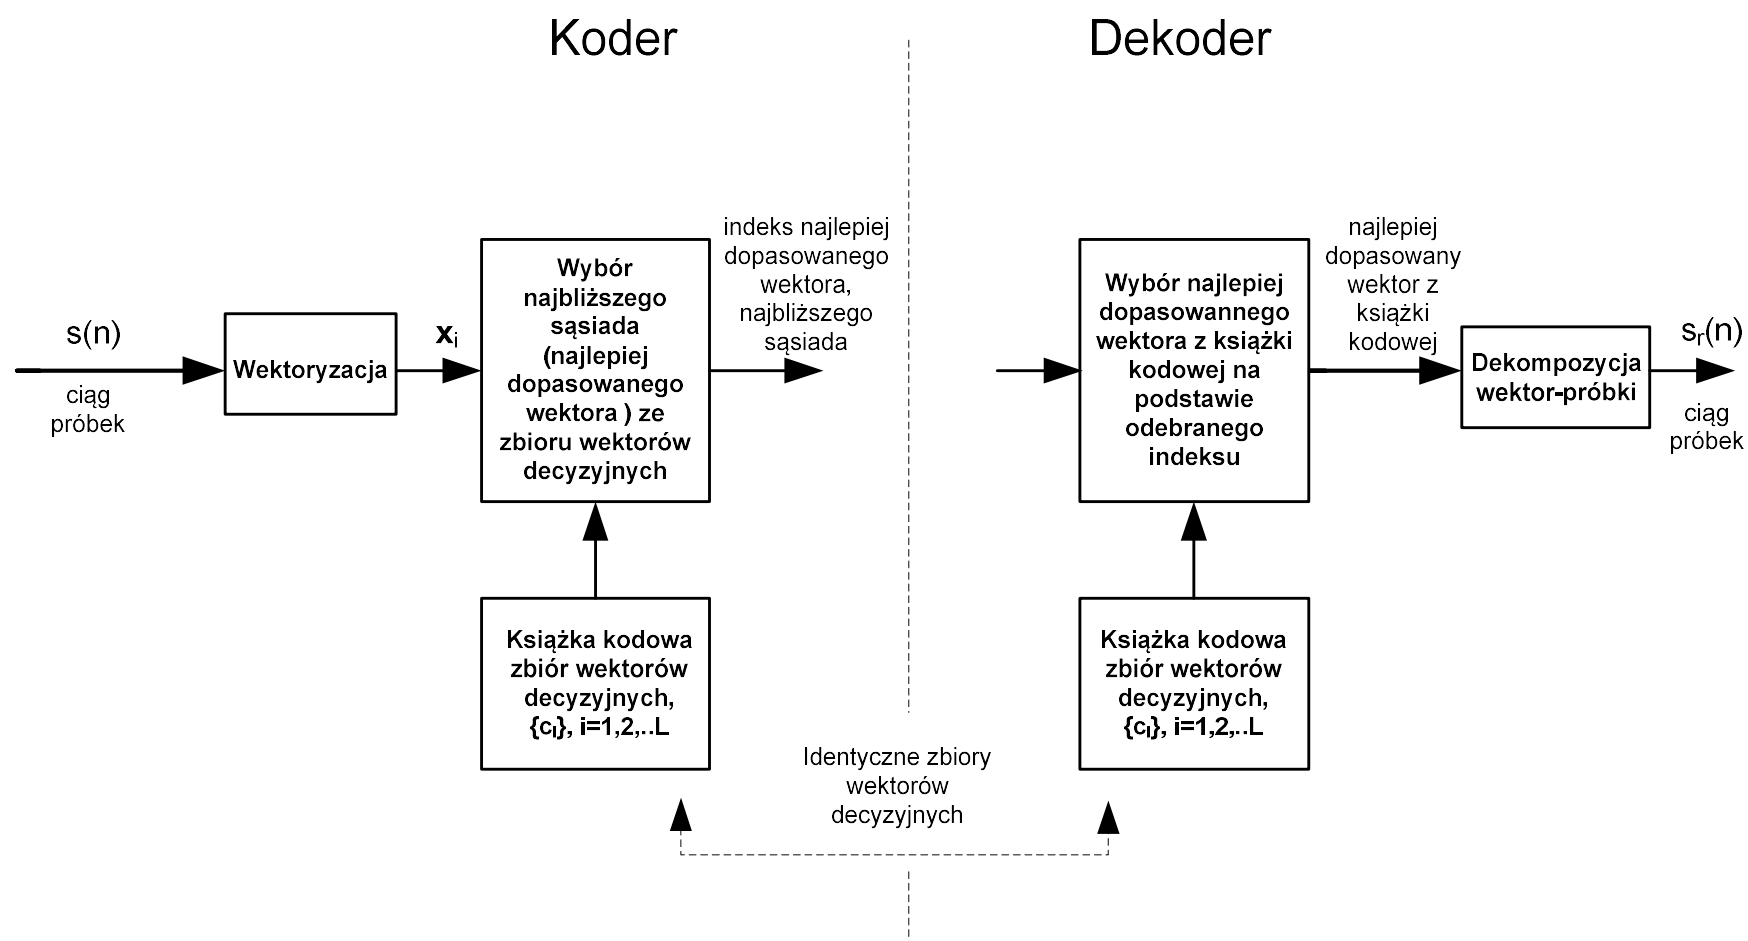 Koder
Dekoder
s(n)
ciąg
próbek
Wektoryzacja
xi
Wybór
najbliższego
sąsiada
(najlepiej
dopasowanego
wektora ) ze
zbioru wektorów
decyzyjnych
indeks najlepiej
dopasowanego
wektora,
najbliższego
sąsiada
Książka kodowa
zbiór wektorów
decyzyjnych,
{cI}, i=1,2,..L
Wybór najlepiej
dopasowannego
wektora z książki
kodowej na
podstawie
odebranego
indeksu
najlepiej
dopasowany
wektor z
książki
kodowej
Dekompozycja
wektor-próbki
sr(n)
ciąg
próbek
Książka kodowa
zbiór wektorów
decyzyjnych,
{cI}, i=1,2,..L
Identyczne zbiory
wektorów
decyzyjnych